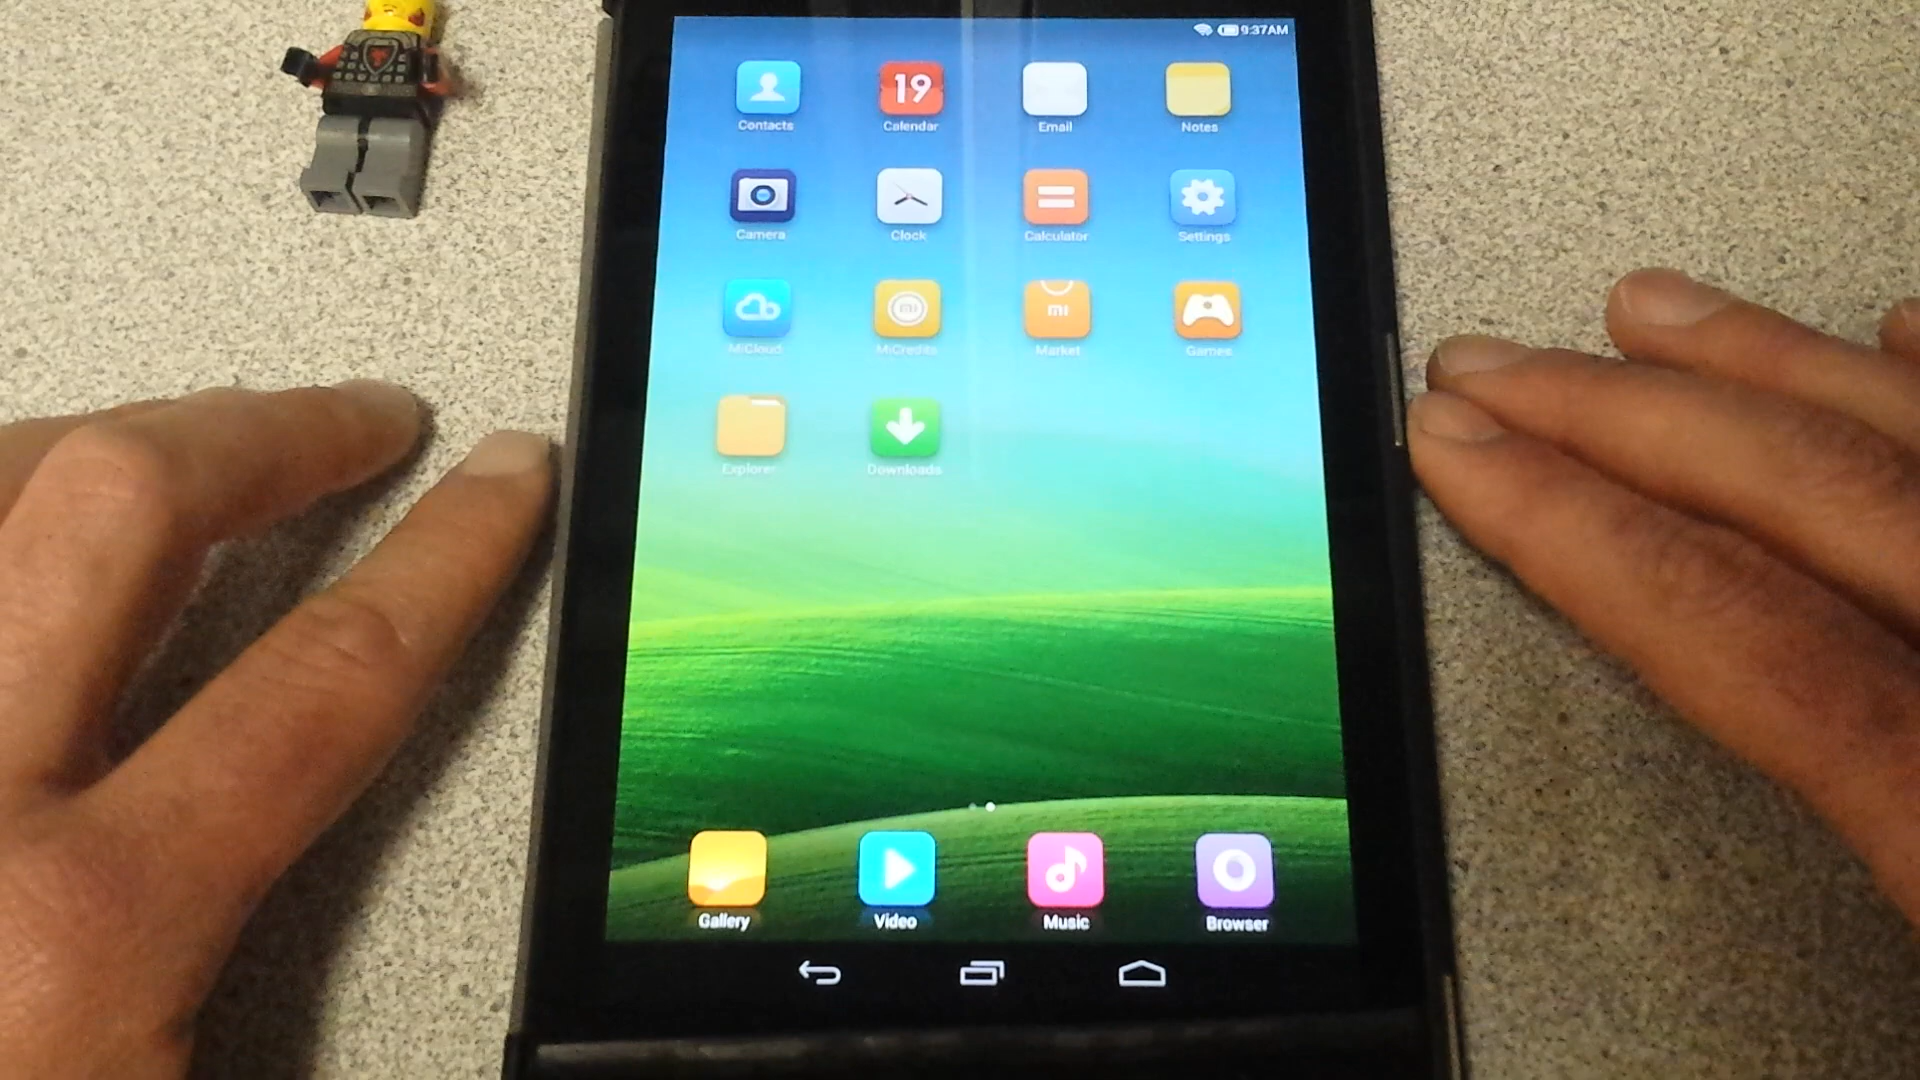 9:37AM
19
Contacts Calendar Email Notes
Camera Clock Calculator Settings
mi mi
MiCloud MiCredits Market Games
Explorer Downloads
Gallery Video Music Browser